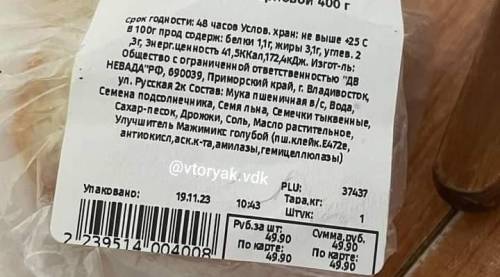 400 г
Срок годности: 48 часов Услов. хран: не выше +25 С
В 100г прод содерж: белки 1,1г, жиры 3,1г, углев. 2
,3г, Энерг.ценность 41,5ККал,172,4кДж. Изгот-ль:
Общество с ограниченной ответственностью "ДВ
НЕВАДА"РФ, 690039, Приморский край, г. Владивосток,
ул. Русская 2к Состав: Мука пшеничная в/с, Вода,
Семена подсолнечника, Семя льна, Семечки тыквенные,
Сахар-песок, Дрожжи, Соль, Масло растительное,
Улучшитель Мажимикс голубой (пш.клейк.Е472е,
антиокисл,аск.к-та,амилазы,гемицеллюлазы)
@vtoryak.vdk
PLU: 37437
Упаковано: 19.11.23 10:43 Тара,кг:
Штук: 1
Руб.за шт: Сумма,руб.
49.90 49.90
По карте: По карте:
49.90 49.90
2 239514 004008